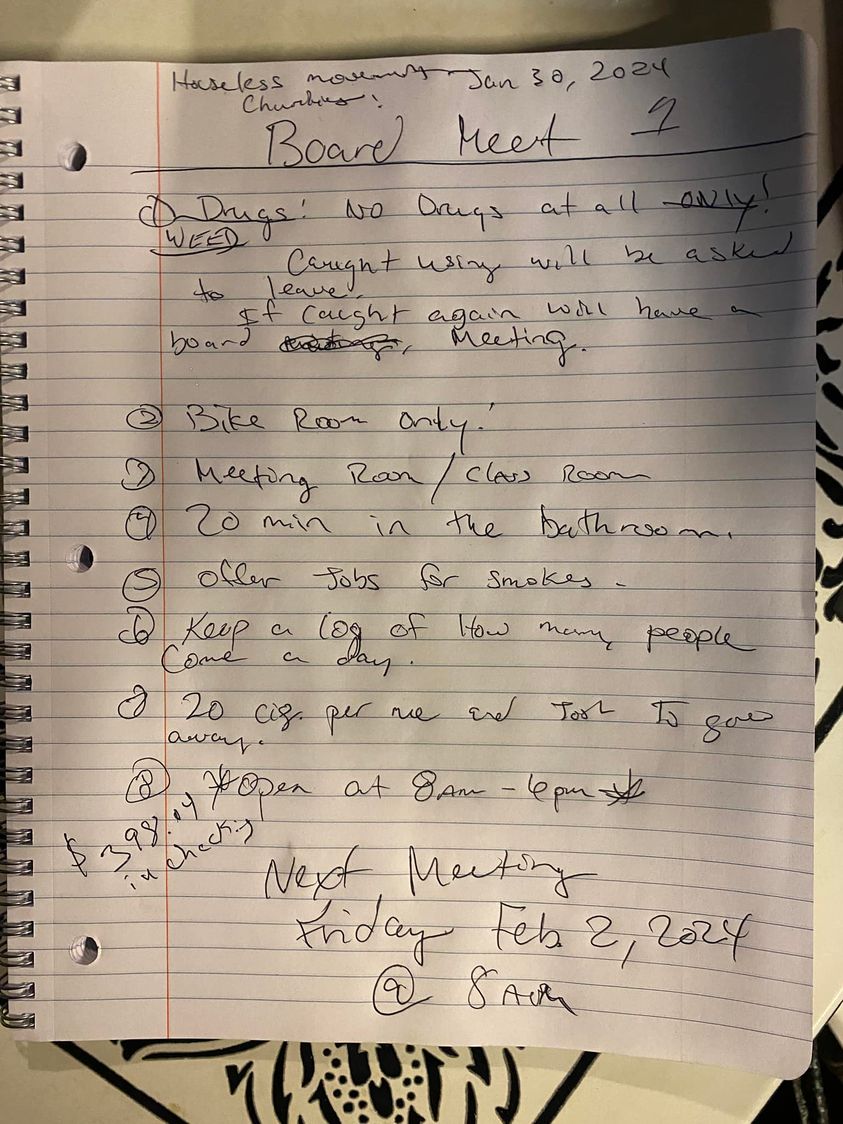 Houseless movement Jan 30, 2024
Churches!
Board Meet 1
① Drugs! No Drugs at all ONLY!
WEED
Caught using will be asked
to leave.
If caught again will have a
board Meeting.
② Bike Room only!
③ Meeting Room/Class Room
④ 20 min in the bathroom.
⑤ Offer Jobs for smokes -
⑥ Keep a log of How many people
Come a day.
⑦ 20 cig. per me and Josh To give
away.
⑧ *Open at 8Am - 6pm*
$398.04
in checking
Next Meeting
Friday Feb 2, 2024
@ 8 Am